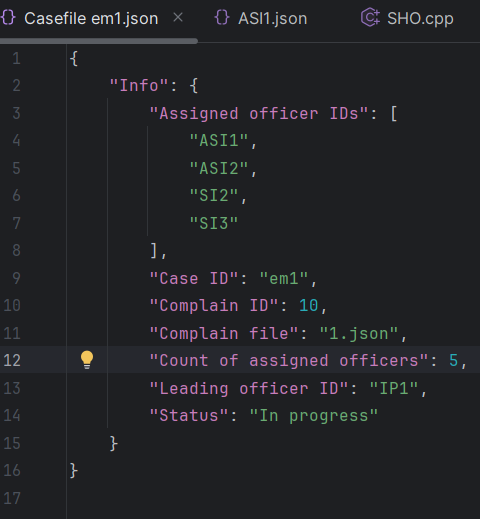 Casefile em1.json ASI1.json SHO.cpp
1 {
2 "Info": {
3 "Assigned officer IDs": [
4 "ASI1",
5 "ASI2",
6 "SI2",
7 "SI3"
8 ],
9 "Case ID": "em1",
10 "Complain ID": 10,
11 "Complain file": "1.json",
12 "Count of assigned officers": 5,
13 "Leading officer ID": "IP1",
14 "Status": "In progress"
15 }
16 }
17